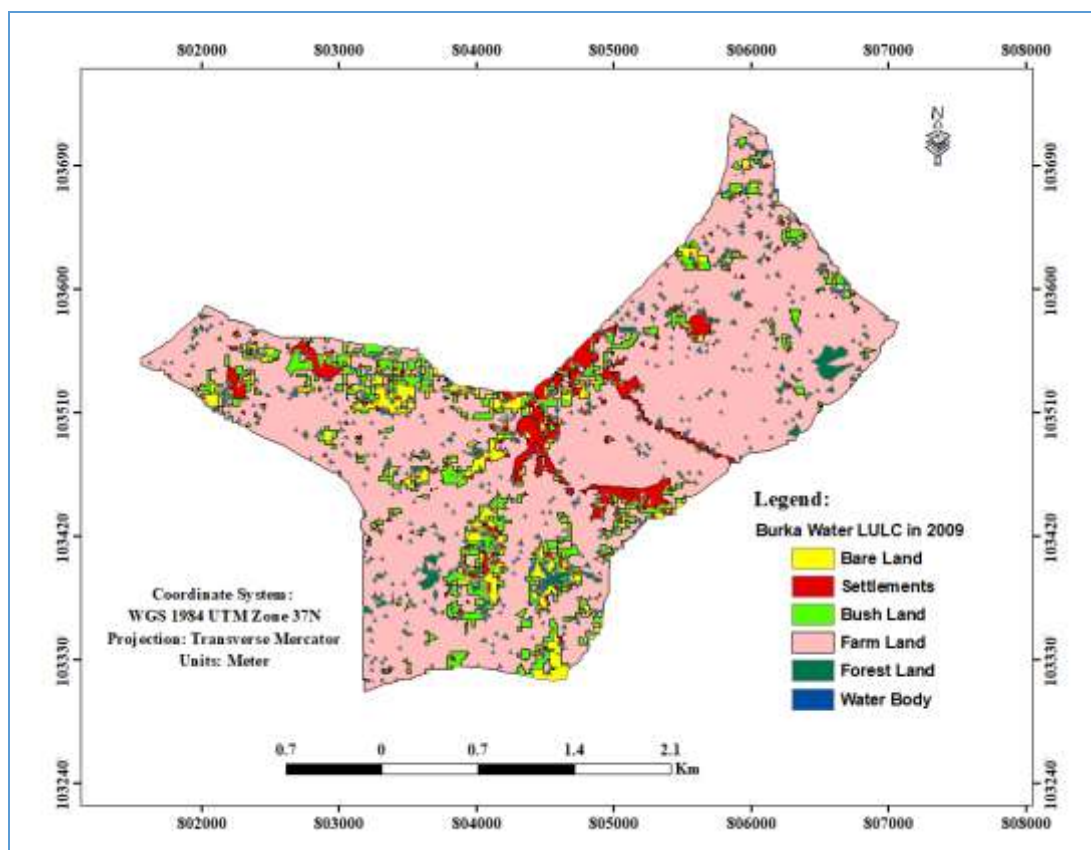 802000 803000 804000 805000 806000 807000 808000
N
103690 103690
103600 103600
103510 103510
Legend:
Burka Water LULC in 2009
103420 103420
Bare Land
Settlements
Coordinate System:
WGS 1984 UTM Zone 37N
Projection: Transverse Mercator
Units: Meter
Bush Land
Farm Land
Forest Land
Water Body
103330 103330
0.7 0 0.7 1.4 2.1
Km
103240 103240
802000 803000 804000 805000 806000 807000 808000